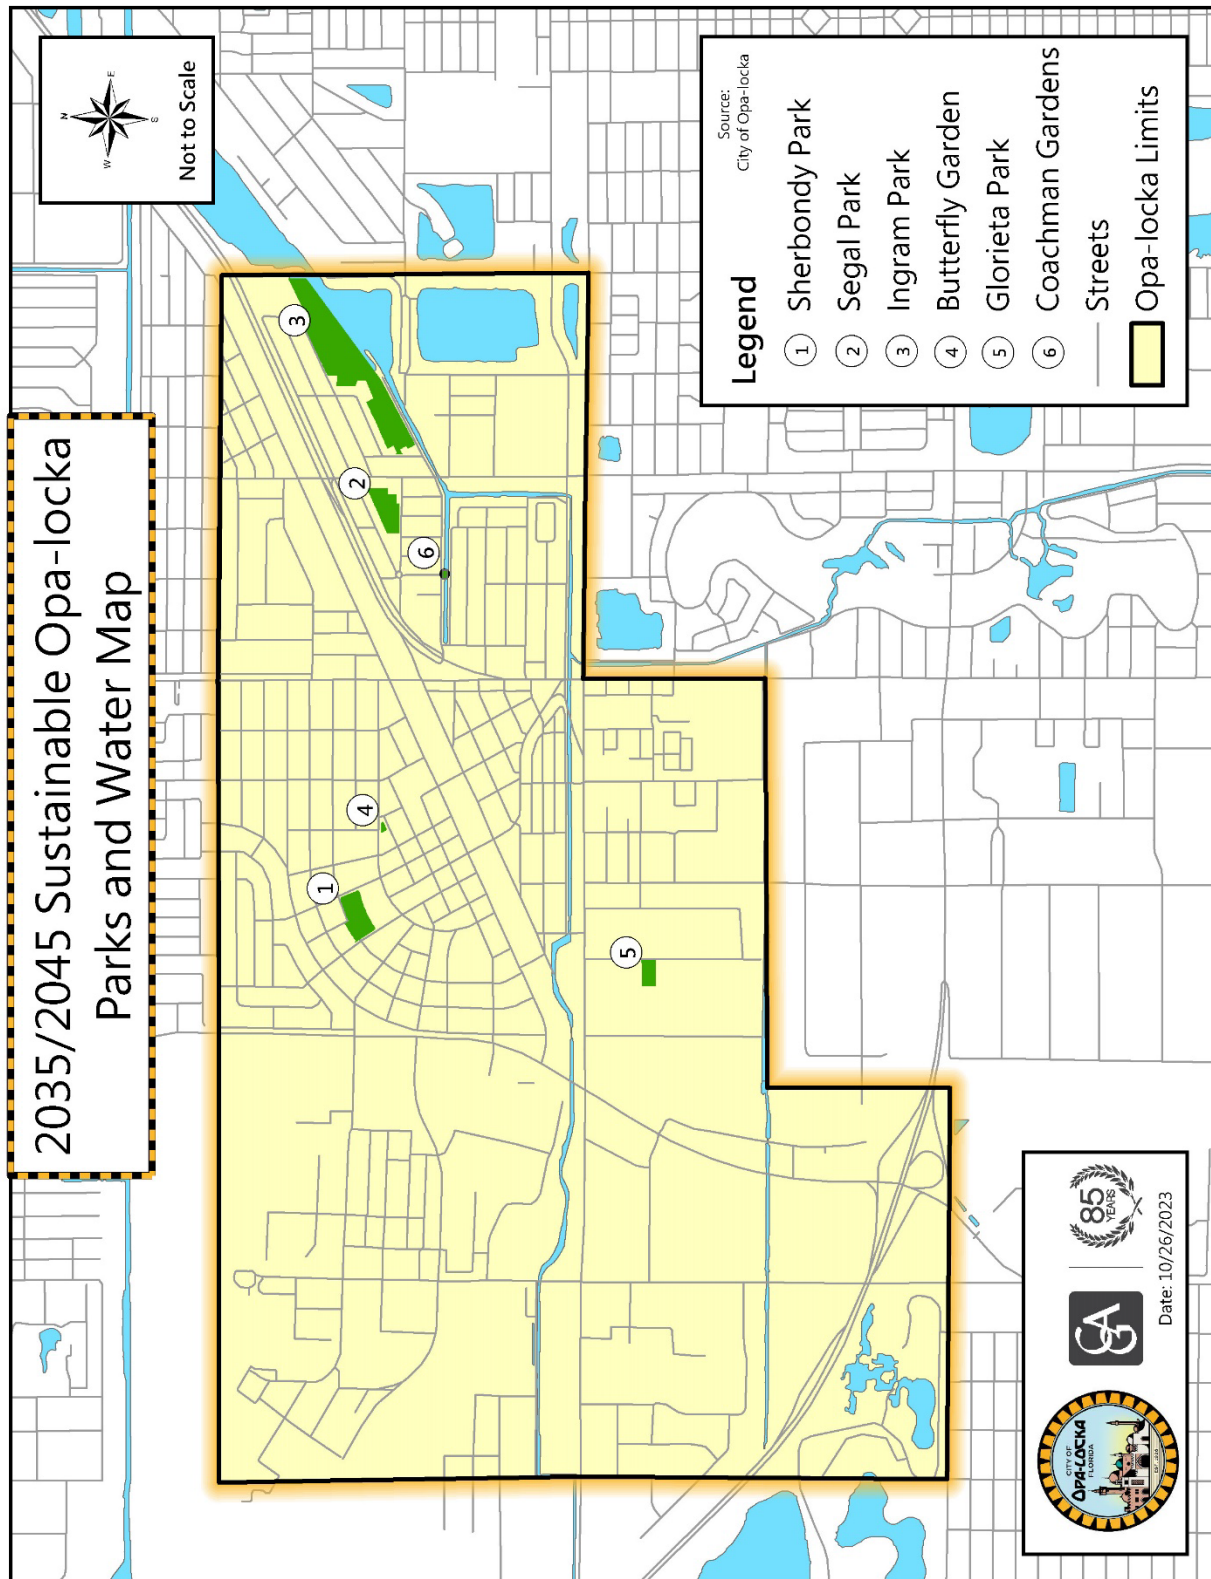 2035/2045 Sustainable Opa-locka
Parks and Water Map
N
W
E
S
Not to Scale
3
2
6
4
1
5
Legend
Source:
City of Opa-locka
1 Sherbondy Park
2 Segal Park
3 Ingram Park
4 Butterfly Garden
5 Glorieta Park
6 Coachman Gardens
Streets
Opa-locka Limits
CITY OF
OPA-LOCKA
FLORIDA
CGA
85
YEARS
Date: 10/26/2023